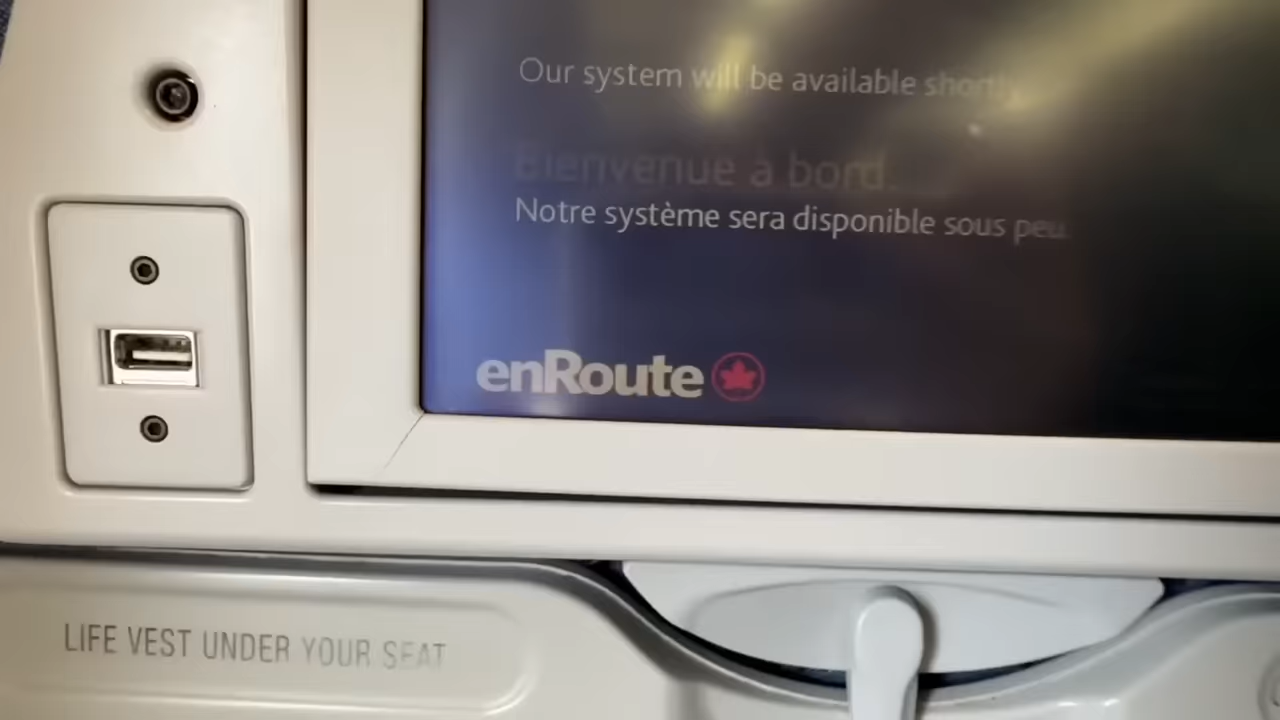 Our system will be available shortly.
Bienvenue à bord.
Notre système sera disponible sous peu.
enRoute
LIFE VEST UNDER YOUR SEAT